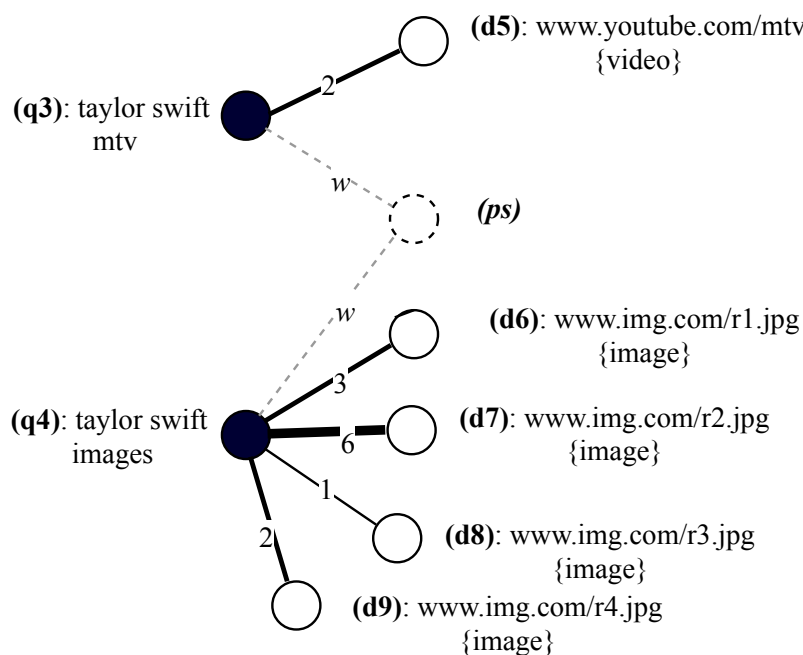 (d5): www.youtube.com/mtv
{video}
2
(q3): taylor swift
mtv
w
(ps)
w
(d6): www.img.com/r1.jpg
{image}
3
(q4): taylor swift
images
(d7): www.img.com/r2.jpg
{image}
6
1
2
(d8): www.img.com/r3.jpg
{image}
(d9): www.img.com/r4.jpg
{image}